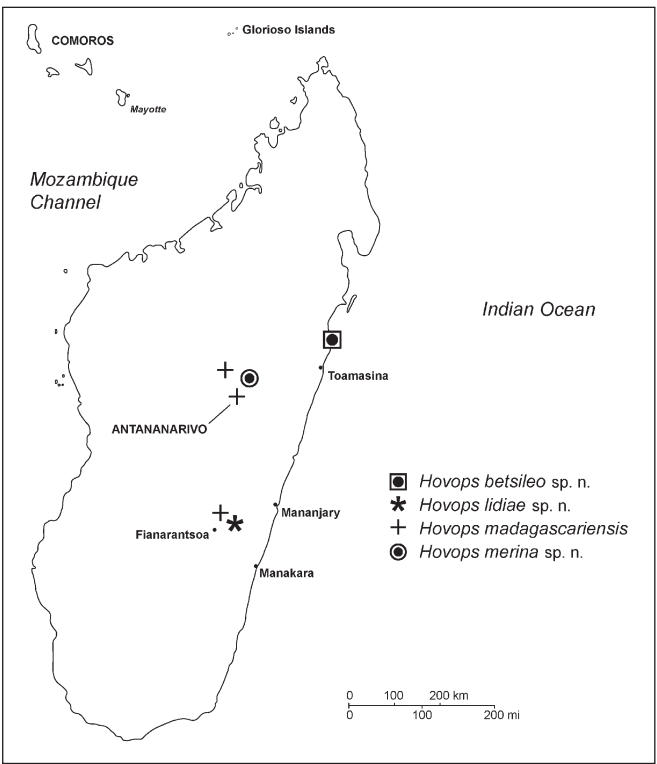 COMOROS
Glorioso Islands
Mayotte
Mozambique
Channel
Indian Ocean
Toamasina
ANTANANARIVO
Hovops betsileo sp. n.
Hovops lidiae sp. n.
Hovops madagascariensis
Hovops merina sp. n.
Mananjary
Fianarantsoa
Manakara
0 100 200 km
0 100 200 mi